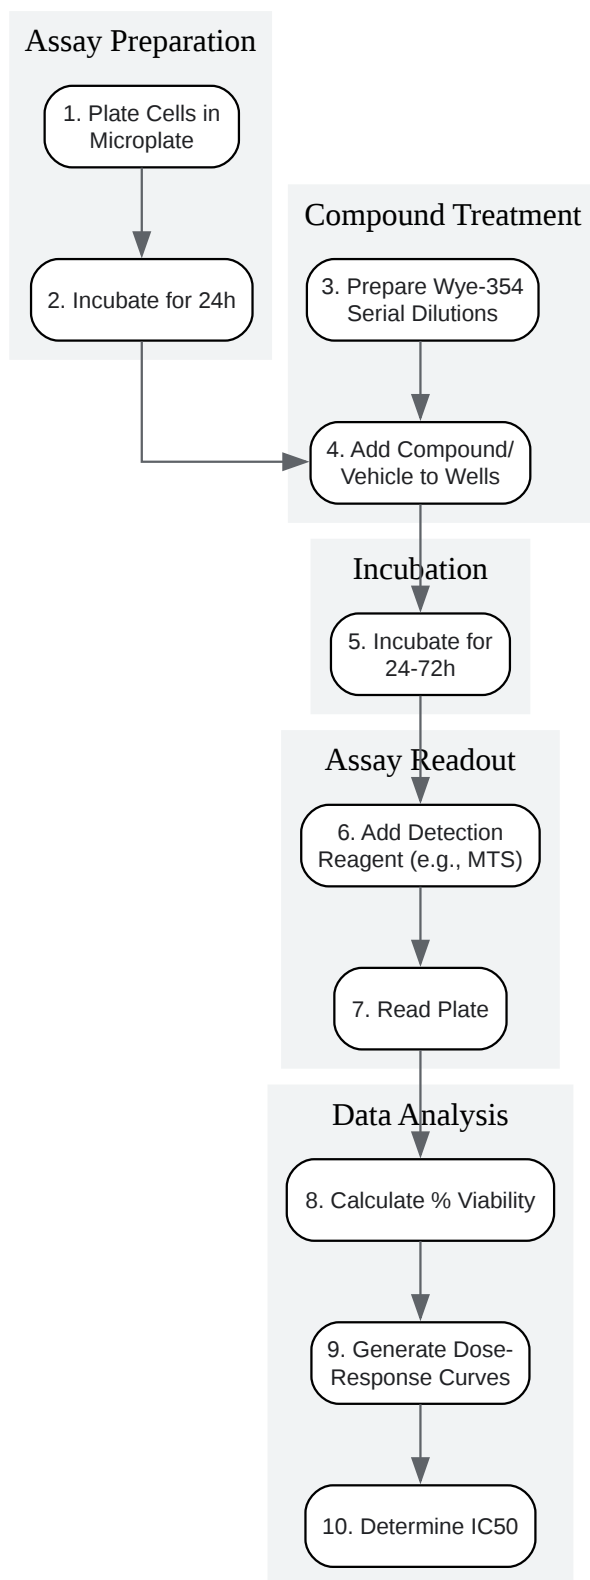 Assay Preparation
1. Plate Cells in
Microplate
2. Incubate for 24h
Compound Treatment
3. Prepare Wye-354
Serial Dilutions
4. Add Compound/
Vehicle to Wells
Incubation
5. Incubate for
24-72h
Assay Readout
6. Add Detection
Reagent (e.g., MTS)
7. Read Plate
Data Analysis
8. Calculate % Viability
9. Generate Dose-
Response Curves
10. Determine IC50